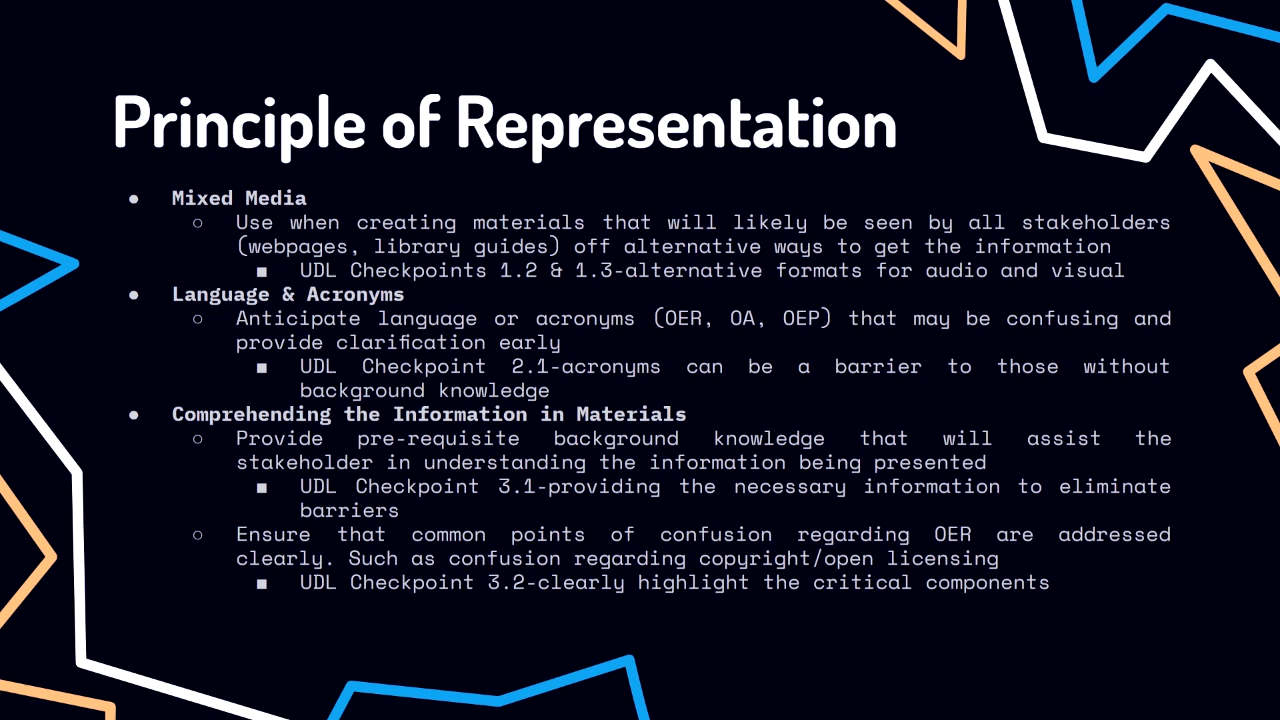 Principle of Representation
● Mixed Media
○ Use when creating materials that will likely be seen by all stakeholders
(webpages, library guides) off alternative ways to get the information
■ UDL Checkpoints 1.2 & 1.3-alternative formats for audio and visual
● Language & Acronyms
○ Anticipate language or acronyms (OER, OA, OEP) that may be confusing and
provide clarification early
■ UDL Checkpoint 2.1-acronyms can be a barrier to those without
background knowledge
● Comprehending the Information in Materials
○ Provide pre-requisite background knowledge that will assist the
stakeholder in understanding the information being presented
■ UDL Checkpoint 3.1-providing the necessary information to eliminate
barriers
○ Ensure that common points of confusion regarding OER are addressed
clearly. Such as confusion regarding copyright/open licensing
■ UDL Checkpoint 3.2-clearly highlight the critical components